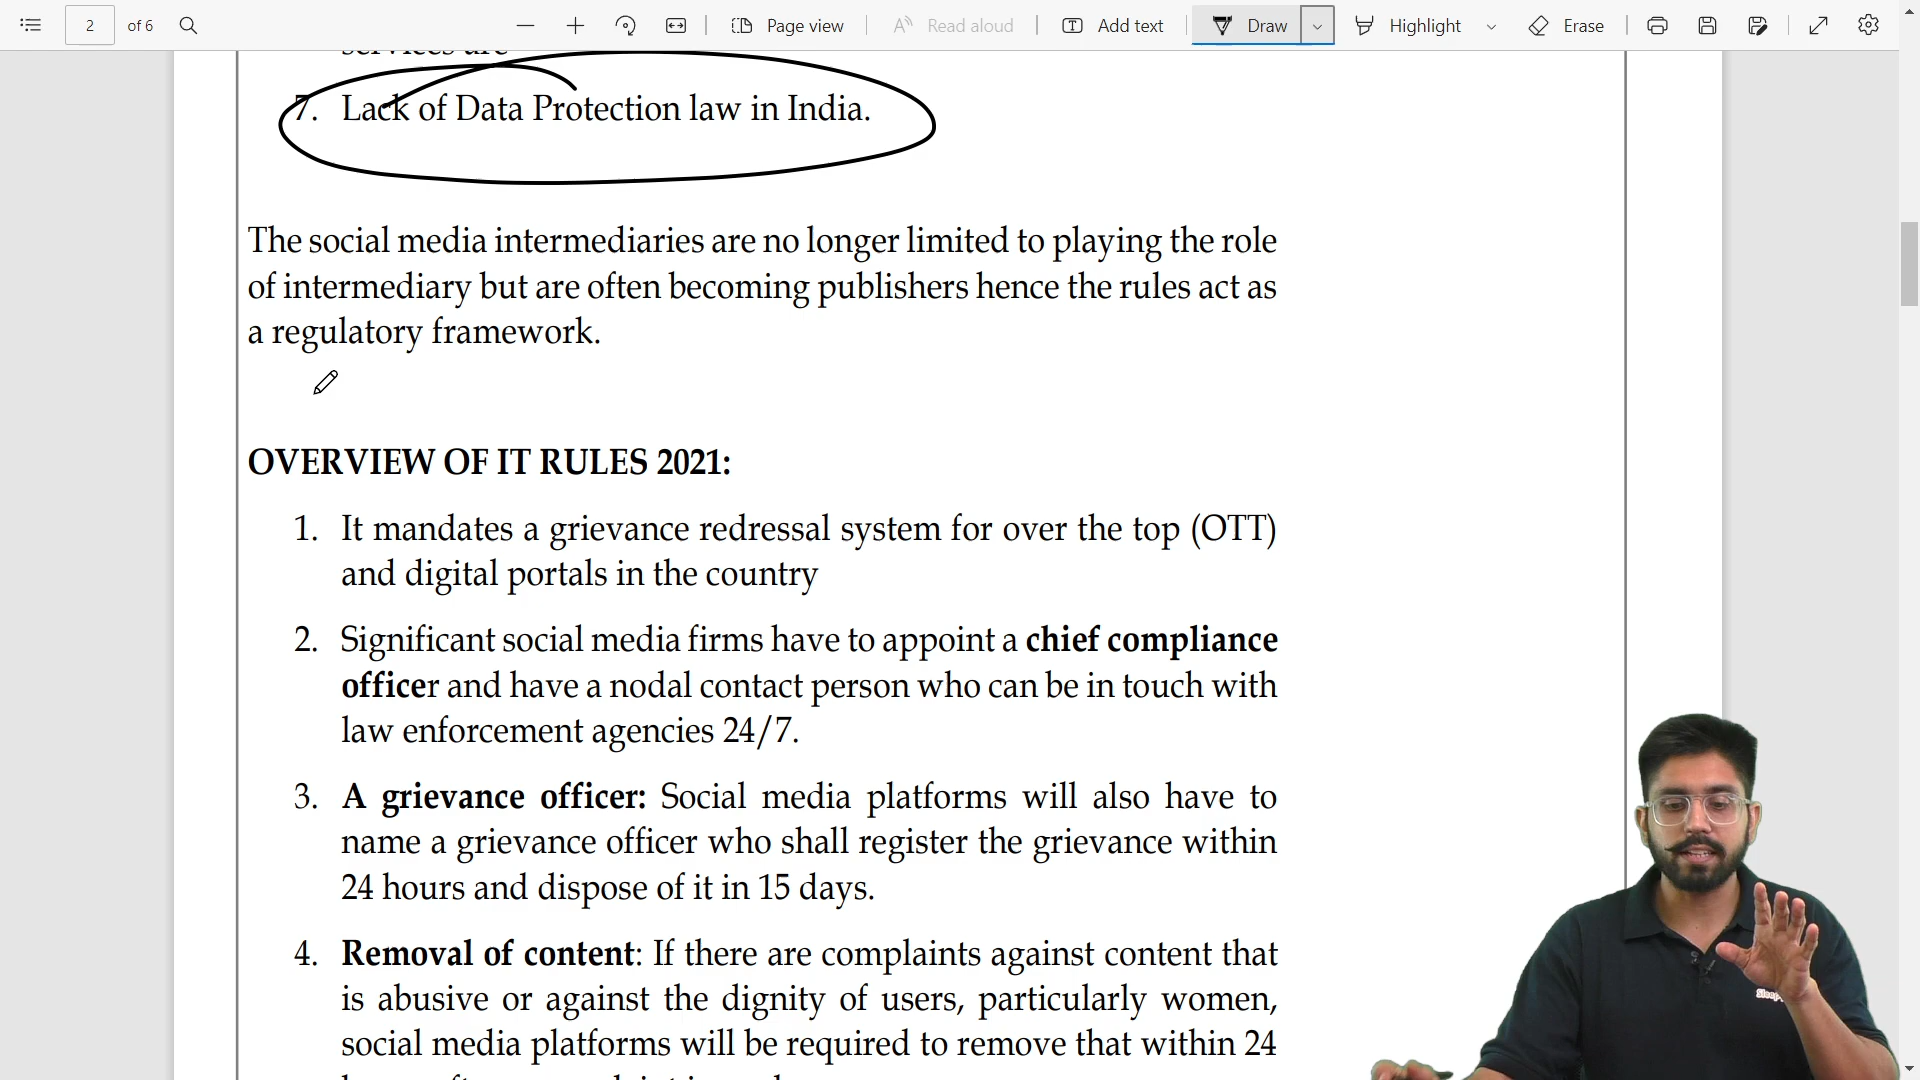 2 of 6 Page view Read aloud Add text Draw Highlight Erase
services are
7. Lack of Data Protection law in India.
The social media intermediaries are no longer limited to playing the role
of intermediary but are often becoming publishers hence the rules act as
a regulatory framework.
OVERVIEW OF IT RULES 2021:
1. It mandates a grievance redressal system for over the top (OTT)
and digital portals in the country
2. Significant social media firms have to appoint a chief compliance
officer and have a nodal contact person who can be in touch with
law enforcement agencies 24/7.
3. A grievance officer: Social media platforms will also have to
name a grievance officer who shall register the grievance within
24 hours and dispose of it in 15 days.
4. Removal of content: If there are complaints against content that
is abusive or against the dignity of users, particularly women,
social media platforms will be required to remove that within 24